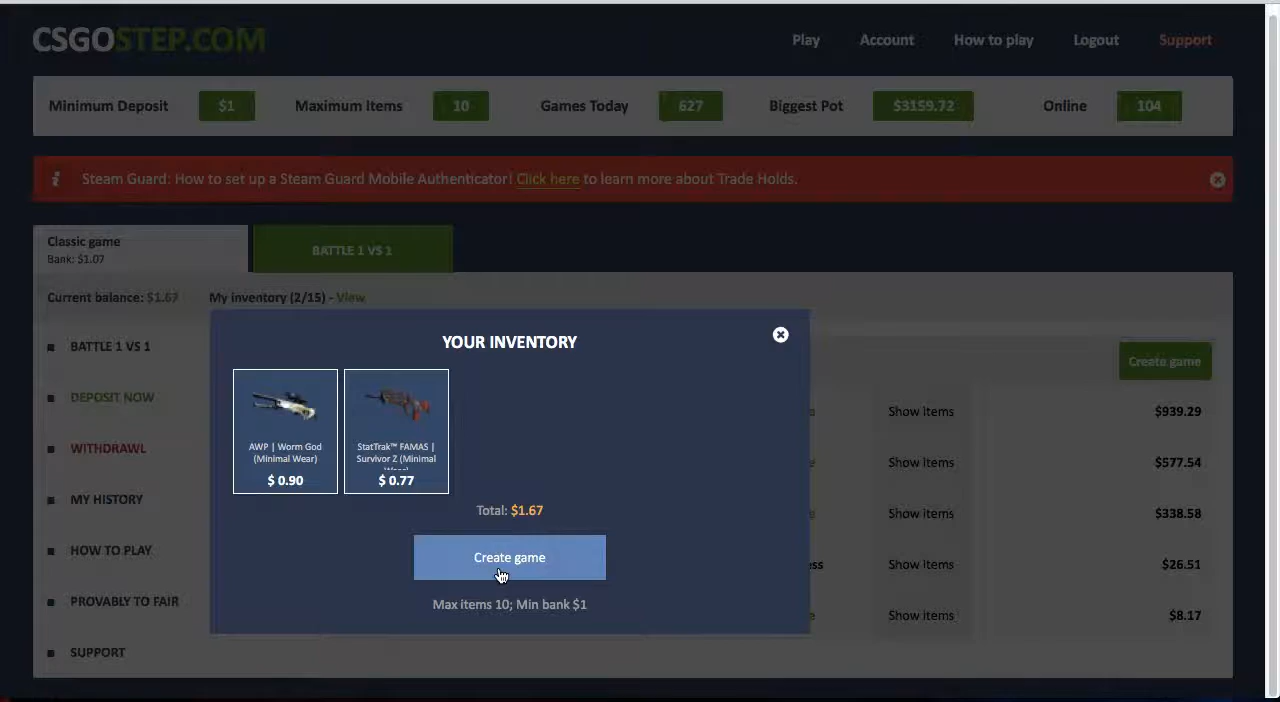 CSGOSTEP.COM
Play Account How to play Logout Support
Minimum Deposit $1 Maximum Items 10 Games Today 627 Biggest Pot $3159.72 Online 104
Steam Guard: How to set up a Steam Guard Mobile Authenticator! Click here to learn more about Trade Holds.
Classic game
Bank: $1.07
BATTLE 1 VS 1
Current balance: $1.67 My inventory (2/15) - View
YOUR INVENTORY
AWP | Worm God
(Minimal Wear)
$ 0.90
StatTrak™ FAMAS |
Survivor Z (Minimal
$ 0.77
Total: $1.67
Create game
Max items 10; Min bank $1
BATTLE 1 VS 1
DEPOSIT NOW
WITHDRAWL
MY HISTORY
HOW TO PLAY
PROVABLY TO FAIR
SUPPORT
Create game
Show items $939.29
Show items $577.54
Show items $338.58
Show items $26.51
Show items $8.17